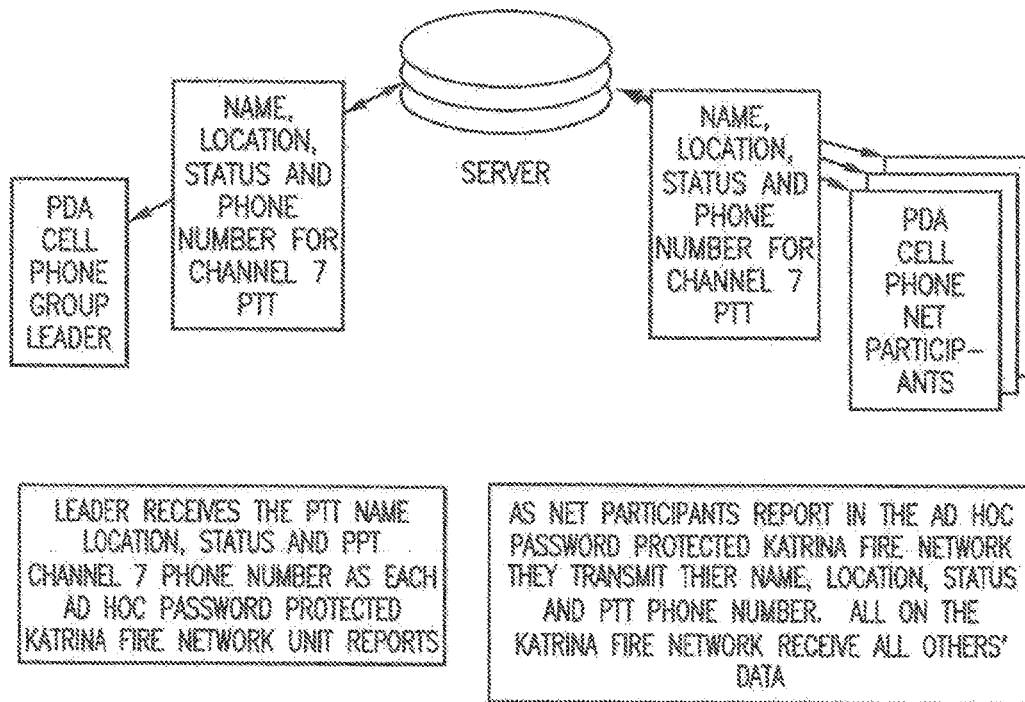 NAME,
LOCATION,
STATUS AND
PHONE
NUMBER FOR
CHANNEL 7
PTT
SERVER
NAME,
LOCATION,
STATUS AND
PHONE
NUMBER FOR
CHANNEL 7
PTT
PDA
CELL
PHONE
GROUP
LEADER
PDA
CELL
PHONE
NET
PARTICIP-
ANTS
LEADER RECEIVES THE PTT NAME
LOCATION, STATUS AND PPT
CHANNEL 7 PHONE NUMBER AS EACH
AD HOC PASSWORD PROTECTED
KATRINA FIRE NETWORK UNIT REPORTS
AS NET PARTICIPANTS REPORT IN THE AD HOC
PASSWORD PROTECTED KATRINA FIRE NETWORK
THEY TRANSMIT THIER NAME, LOCATION, STATUS
AND PTT PHONE NUMBER. ALL ON THE
KATRINA FIRE NETWORK RECEIVE ALL OTHERS'
DATA